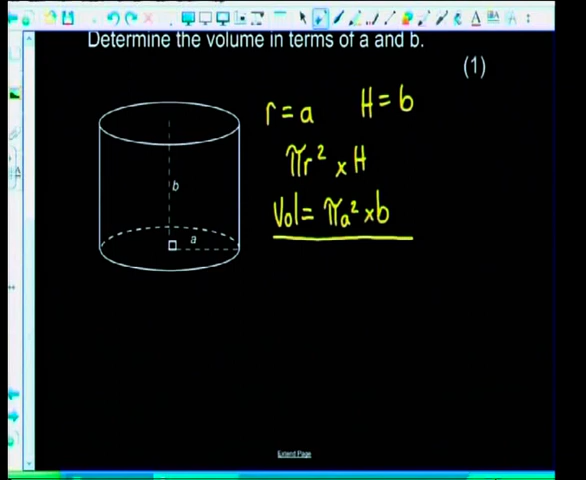 Determine the volume in terms of a and b.
(1)
r = a H = b
πr² × H
b
Vol = πa² × b
a
Extend Page